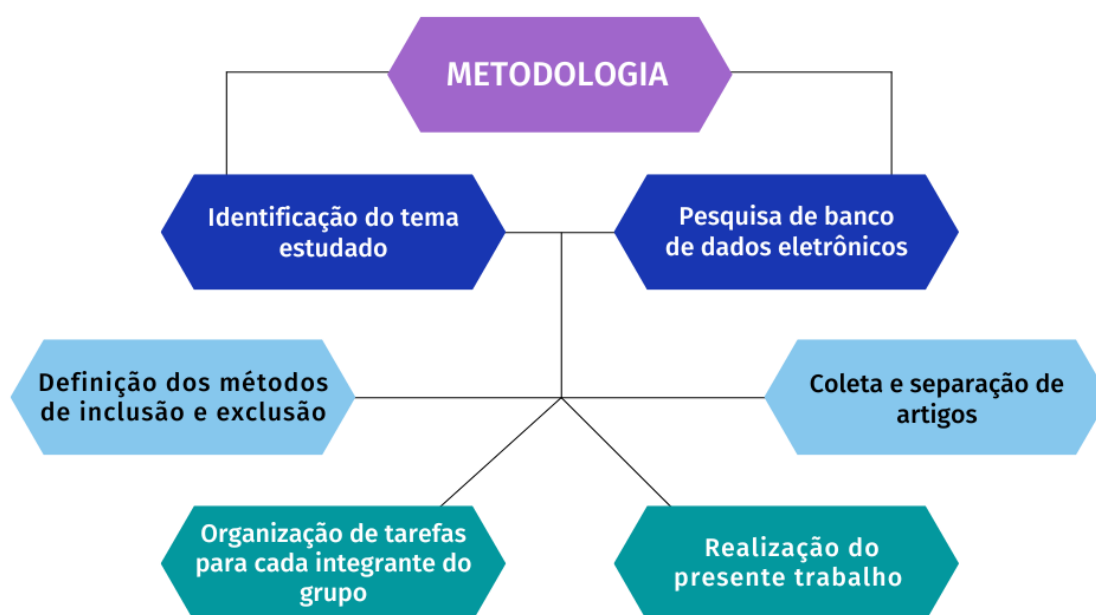 METODOLOGIA
Identificação do tema
estudado
Pesquisa de banco
de dados eletrônicos
Definição dos métodos
de inclusão e exclusão
Coleta e separação de
artigos
Organização de tarefas
para cada integrante do
grupo
Realização do
presente trabalho